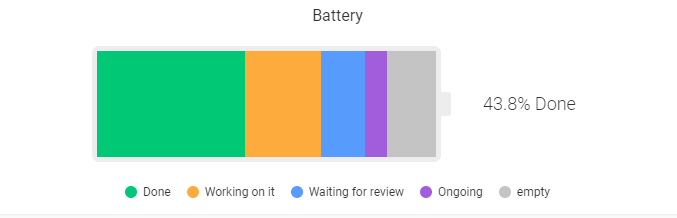 Battery
43.8% Done
Done Working on it Waiting for review Ongoing empty